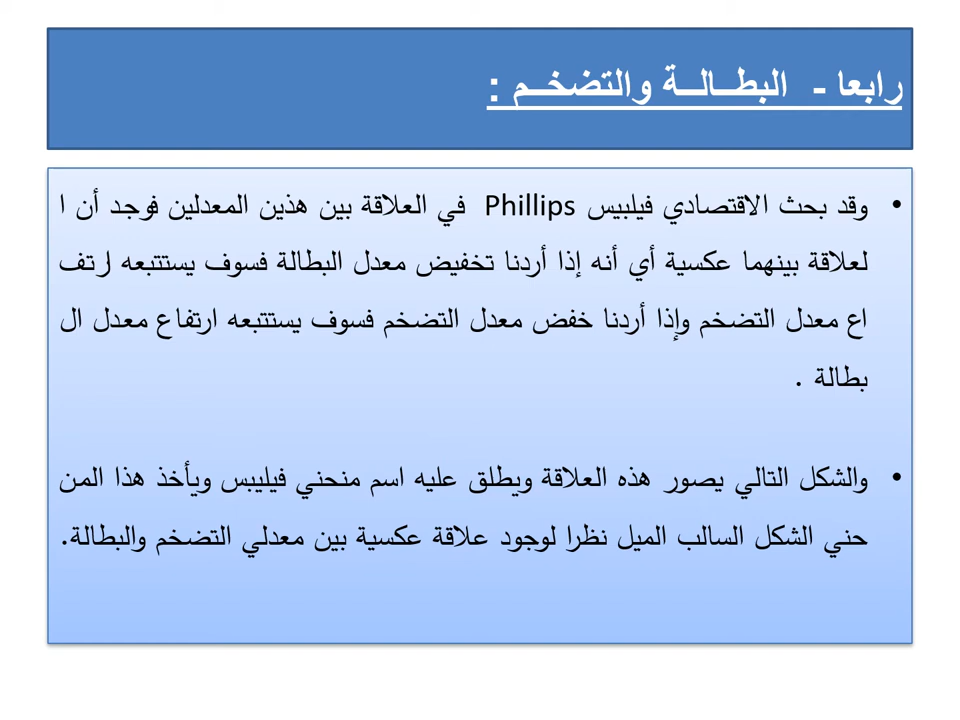 رابعا - البطــالــة والتضخــم :
• وقد بحث الاقتصادي فيلبيس Phillips في العلاقة بين هذين المعدلين فوجد أن ا
لعلاقة بينهما عكسية أي أنه إذا أردنا تخفيض معدل البطالة فسوف يستتبعه ارتف
اع معدل التضخم وإذا أردنا خفض معدل التضخم فسوف يستتبعه ارتفاع معدل ال
بطالة .
• والشكل التالي يصور هذه العلاقة ويطلق عليه اسم منحني فيليبس ويأخذ هذا المن
حني الشكل السالب الميل نظرا لوجود علاقة عكسية بين معدلي التضخم والبطالة.